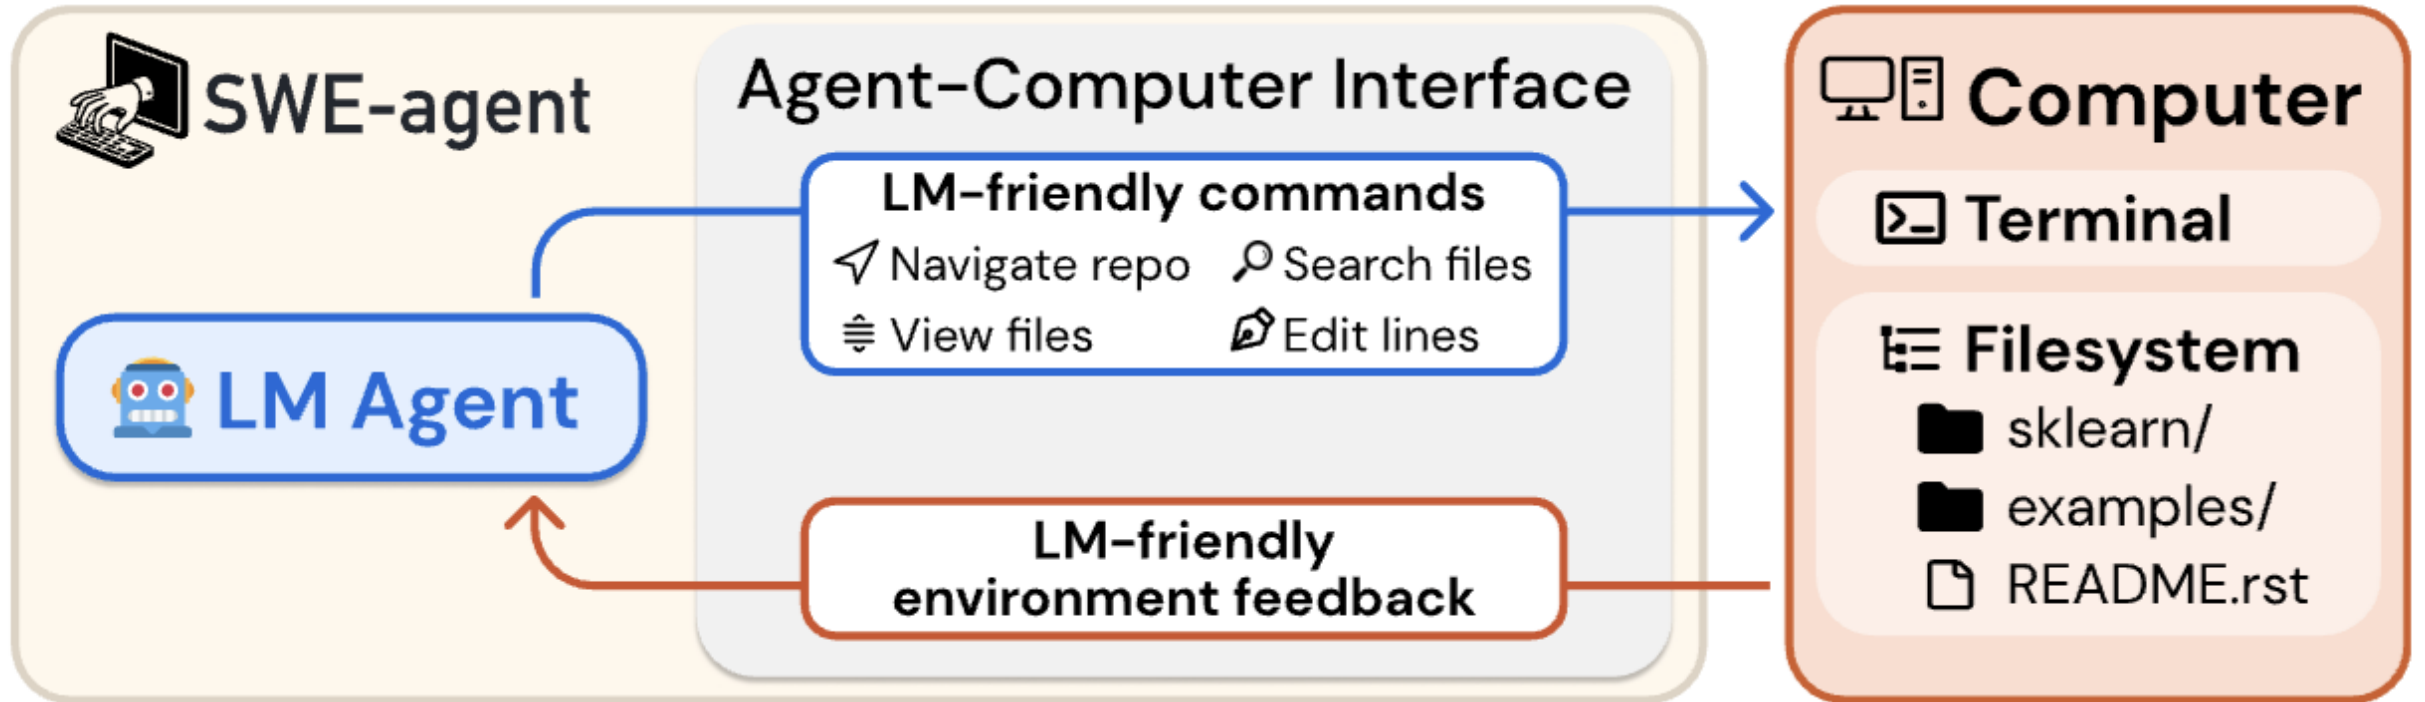 SWE-agent
Agent-Computer Interface
LM-friendly commands
Navigate repo
Search files
View files
Edit lines
LM Agent
LM-friendly
environment feedback
Computer
Terminal
Filesystem
sklearn/
examples/
README.rst